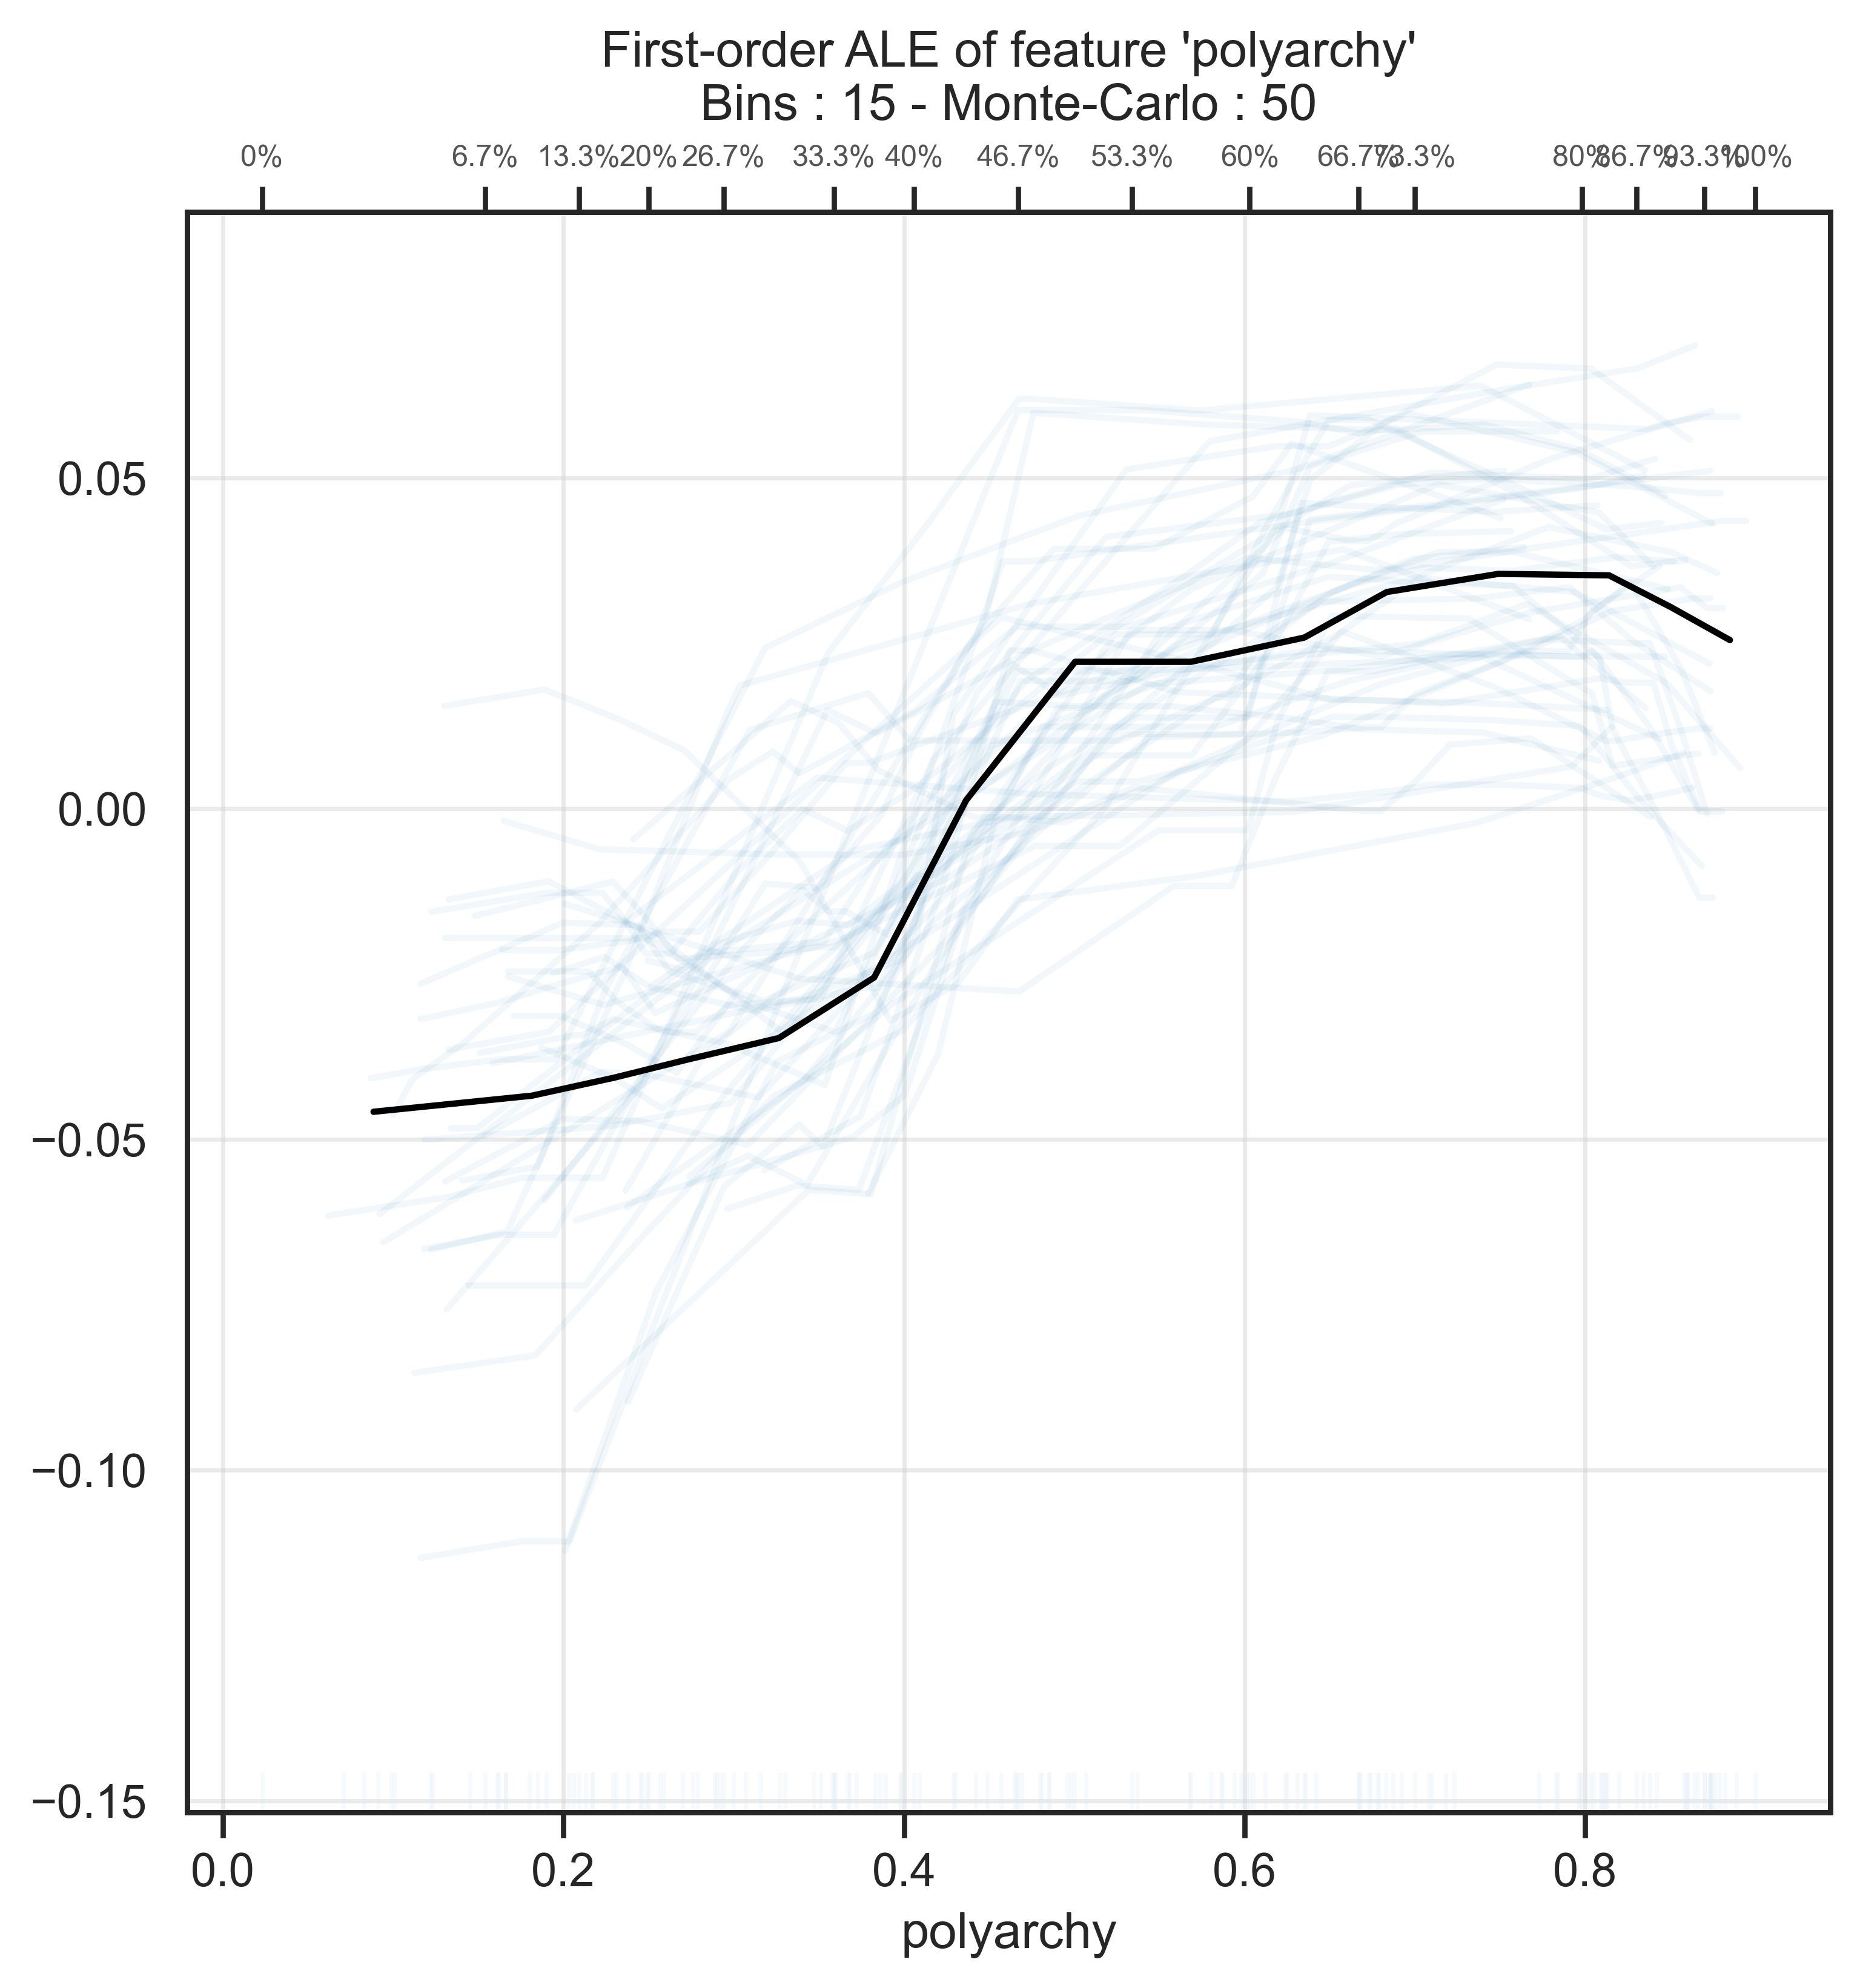 First-order ALE of feature 'polyarchy'
Bins : 15 - Monte-Carlo : 50
0% 6.7% 13.3% 20% 26.7% 33.3% 40% 46.7% 53.3% 60% 66.7% 73.3% 80% 86.7% 93.3% 100%
0.05
0.00
−0.05
−0.10
−0.15
0.0 0.2 0.4 0.6 0.8
polyarchy